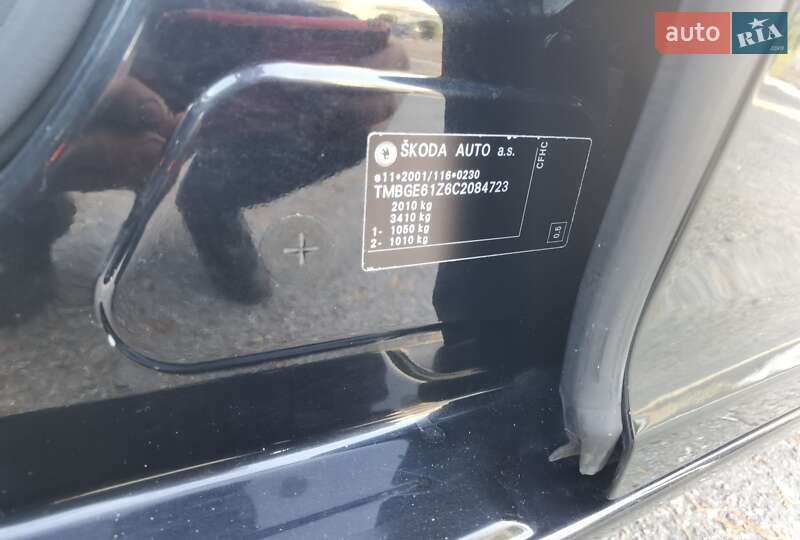 auto RIA
.com
ŠKODA AUTO a.s.
e11*2001/116*0230
TMBGE61Z6C2084723
2010 kg
3410 kg
1- 1050 kg
2- 1010 kg
CFHC
0.5